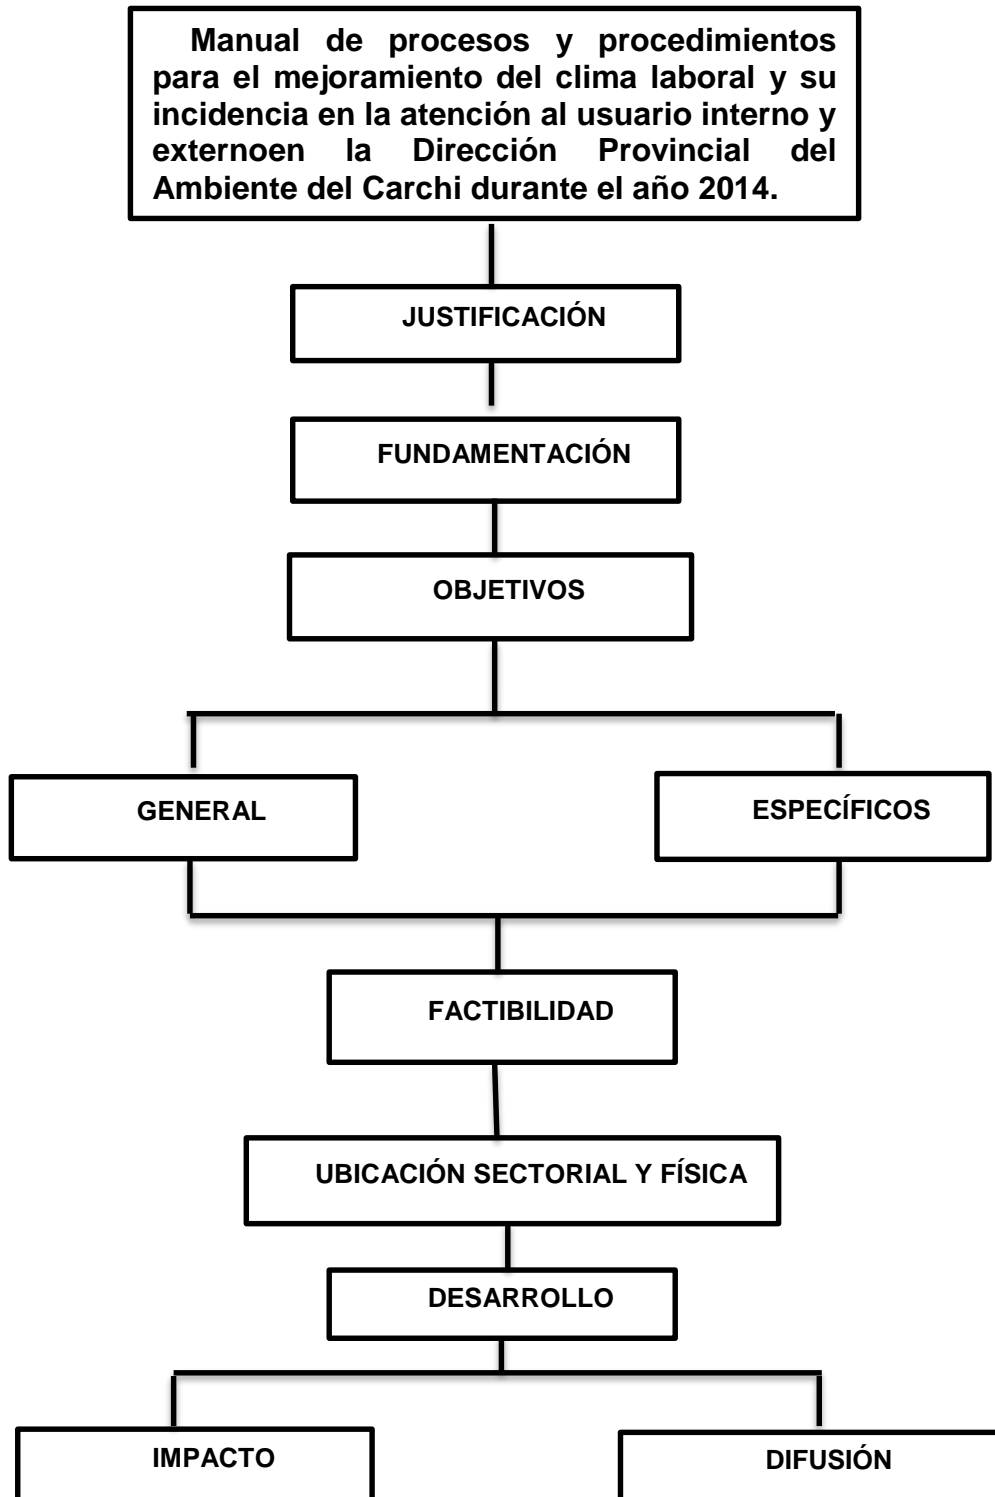 Manual de procesos y procedimientos
para el mejoramiento del clima laboral y su
incidencia en la atención al usuario interno y
externoen la Dirección Provincial del
Ambiente del Carchi durante el año 2014.
JUSTIFICACIÓN
FUNDAMENTACIÓN
OBJETIVOS
GENERAL
ESPECÍFICOS
FACTIBILIDAD
UBICACIÓN SECTORIAL Y FÍSICA
DESARROLLO
IMPACTO
DIFUSIÓN